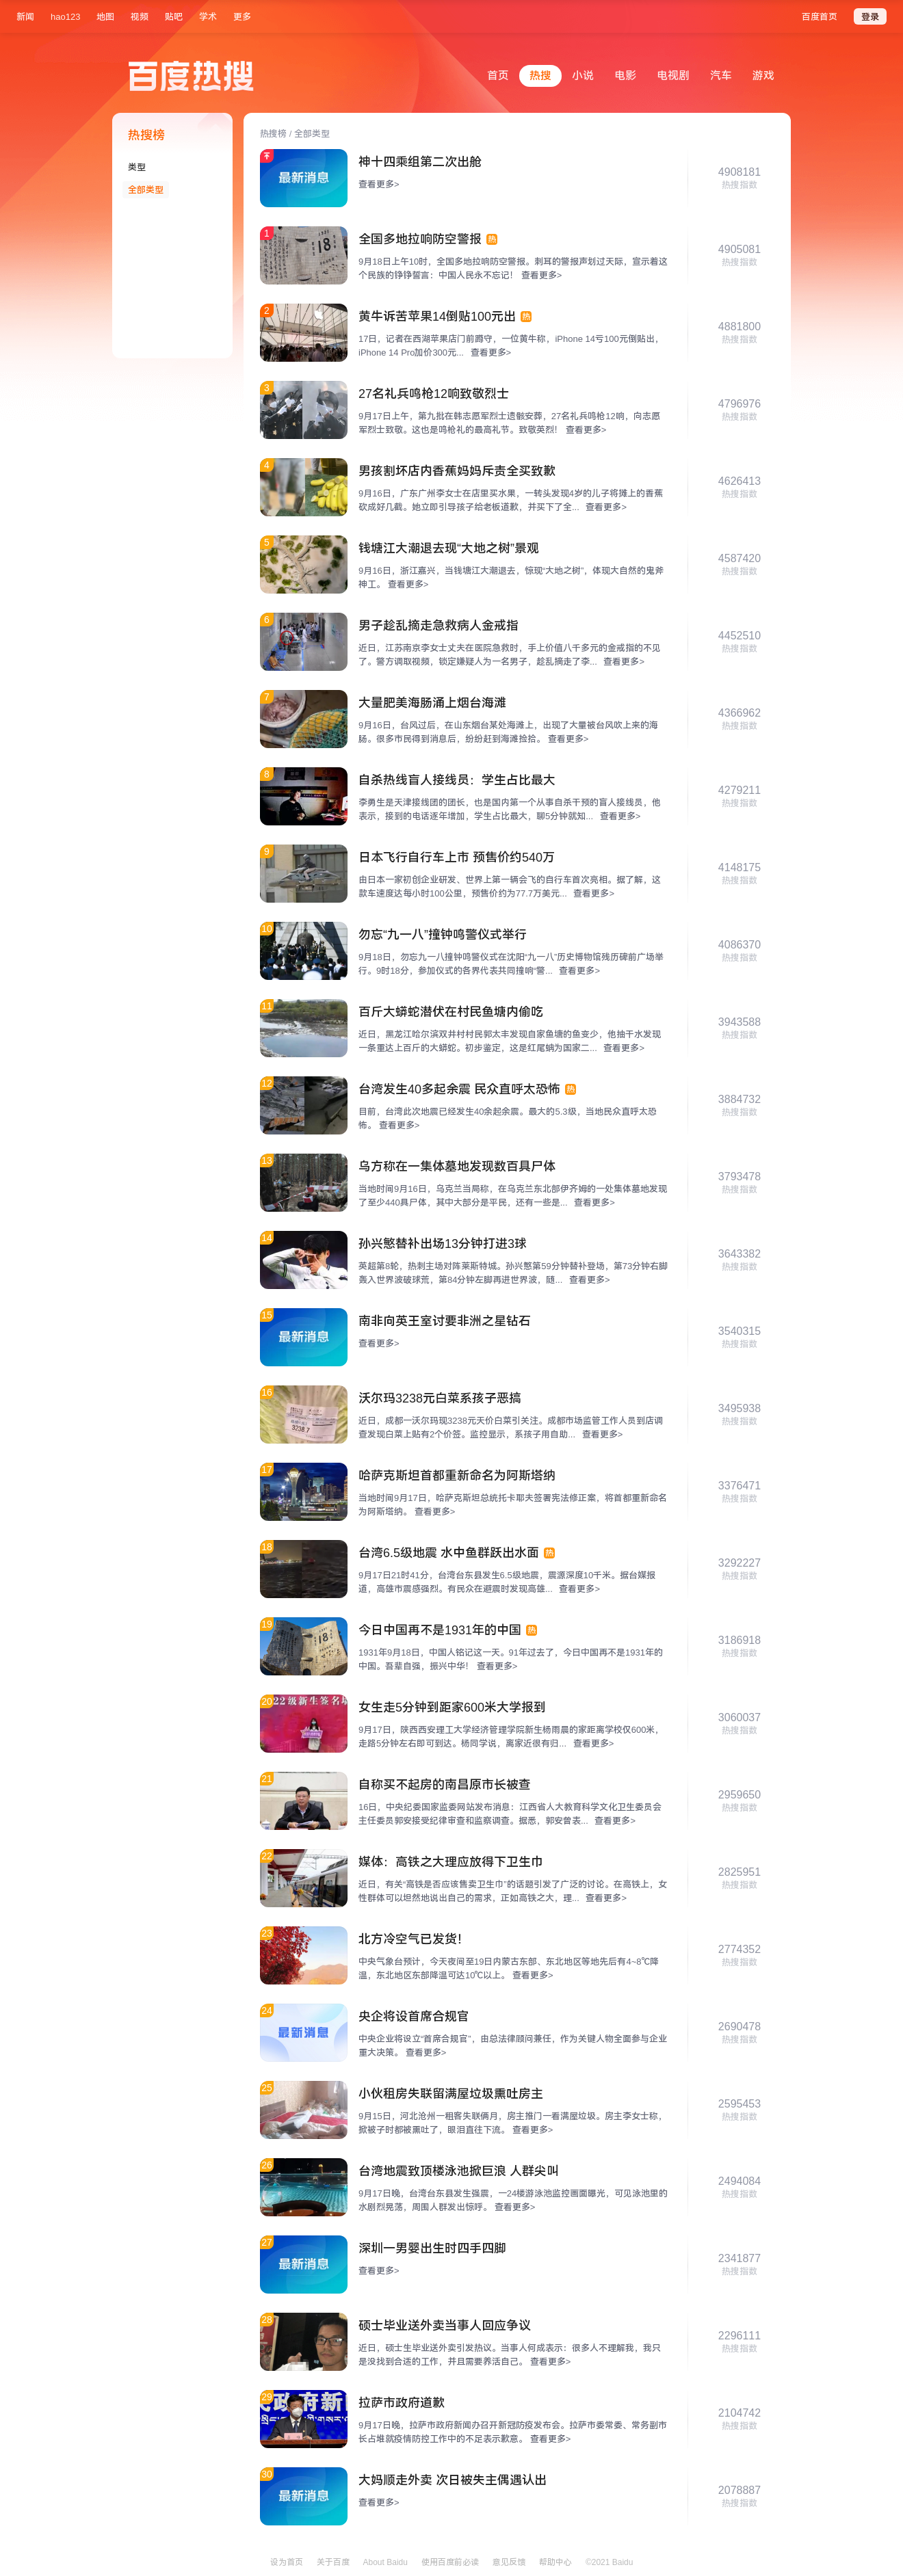 新闻 hao123 地图 视频 贴吧 学术 更多 百度首页 登录
百度热搜 首页 热搜 小说 电影 电视剧 汽车 游戏
热搜榜
类型
全部类型
热搜榜 / 全部类型
最新消息
神十四乘组第二次出舱
查看更多>
4908181
热搜指数
1
全国多地拉响防空警报 热
9月18日上午10时，全国多地拉响防空警报。刺耳的警报声划过天际，宣示着这
个民族的铮铮誓言：中国人民永不忘记！ 查看更多>
4905081
热搜指数
2
黄牛诉苦苹果14倒贴100元出 热
17日，记者在西湖苹果店门前蹲守，一位黄牛称，iPhone 14亏100元倒贴出，
iPhone 14 Pro加价300元... 查看更多>
4881800
热搜指数
3
27名礼兵鸣枪12响致敬烈士
9月17日上午，第九批在韩志愿军烈士遗骸安葬，27名礼兵鸣枪12响，向志愿
军烈士致敬。这也是鸣枪礼的最高礼节。致敬英烈！ 查看更多>
4796976
热搜指数
4
男孩割坏店内香蕉妈妈斥责全买致歉
9月16日，广东广州李女士在店里买水果，一转头发现4岁的儿子将摊上的香蕉
砍成好几截。她立即引导孩子给老板道歉，并买下了全... 查看更多>
4626413
热搜指数
5
钱塘江大潮退去现“大地之树”景观
9月16日，浙江嘉兴，当钱塘江大潮退去，惊现“大地之树”，体现大自然的鬼斧
神工。 查看更多>
4587420
热搜指数
6
男子趁乱摘走急救病人金戒指
近日，江苏南京李女士丈夫在医院急救时，手上价值八千多元的金戒指的不见
了。警方调取视频，锁定嫌疑人为一名男子，趁乱摘走了李... 查看更多>
4452510
热搜指数
7
大量肥美海肠涌上烟台海滩
9月16日，台风过后，在山东烟台某处海滩上，出现了大量被台风吹上来的海
肠。很多市民得到消息后，纷纷赶到海滩捡拾。 查看更多>
4366962
热搜指数
8
自杀热线盲人接线员：学生占比最大
李勇生是天津接线团的团长，也是国内第一个从事自杀干预的盲人接线员，他
表示，接到的电话逐年增加，学生占比最大，聊5分钟就知... 查看更多>
4279211
热搜指数
9
日本飞行自行车上市 预售价约540万
由日本一家初创企业研发、世界上第一辆会飞的自行车首次亮相。据了解，这
款车速度达每小时100公里，预售价约为77.7万美元... 查看更多>
4148175
热搜指数
10
勿忘“九一八”撞钟鸣警仪式举行
9月18日，勿忘九一八撞钟鸣警仪式在沈阳“九一八”历史博物馆残历碑前广场举
行。9时18分，参加仪式的各界代表共同撞响“警... 查看更多>
4086370
热搜指数
11
百斤大蟒蛇潜伏在村民鱼塘内偷吃
近日，黑龙江哈尔滨双井村村民郭太丰发现自家鱼塘的鱼变少，他抽干水发现
一条重达上百斤的大蟒蛇。初步鉴定，这是红尾蚺为国家二... 查看更多>
3943588
热搜指数
12
台湾发生40多起余震 民众直呼太恐怖 热
目前，台湾此次地震已经发生40余起余震。最大的5.3级，当地民众直呼太恐
怖。 查看更多>
3884732
热搜指数
13
乌方称在一集体墓地发现数百具尸体
当地时间9月16日，乌克兰当局称，在乌克兰东北部伊齐姆的一处集体墓地发现
了至少440具尸体，其中大部分是平民，还有一些是... 查看更多>
3793478
热搜指数
14
孙兴慜替补出场13分钟打进3球
英超第8轮，热刺主场对阵莱斯特城。孙兴慜第59分钟替补登场，第73分钟右脚
轰入世界波破球荒，第84分钟左脚再进世界波，随... 查看更多>
3643382
热搜指数
15
最新消息
南非向英王室讨要非洲之星钻石
查看更多>
3540315
热搜指数
16
沃尔玛3238元白菜系孩子恶搞
近日，成都一沃尔玛现3238元天价白菜引关注。成都市场监管工作人员到店调
查发现白菜上贴有2个价签。监控显示，系孩子用自助... 查看更多>
3495938
热搜指数
17
哈萨克斯坦首都重新命名为阿斯塔纳
当地时间9月17日，哈萨克斯坦总统托卡耶夫签署宪法修正案，将首都重新命名
为阿斯塔纳。 查看更多>
3376471
热搜指数
18
台湾6.5级地震 水中鱼群跃出水面 热
9月17日21时41分，台湾台东县发生6.5级地震，震源深度10千米。据台媒报
道，高雄市震感强烈。有民众在避震时发现高雄... 查看更多>
3292227
热搜指数
19
今日中国再不是1931年的中国 热
1931年9月18日，中国人铭记这一天。91年过去了，今日中国再不是1931年的
中国。吾辈自强，振兴中华！ 查看更多>
3186918
热搜指数
20
女生走5分钟到距家600米大学报到
9月17日，陕西西安理工大学经济管理学院新生杨雨晨的家距离学校仅600米，
走路5分钟左右即可到达。杨同学说，离家近很有归... 查看更多>
3060037
热搜指数
21
自称买不起房的南昌原市长被查
16日，中央纪委国家监委网站发布消息：江西省人大教育科学文化卫生委员会
主任委员郭安接受纪律审查和监察调查。据悉，郭安曾表... 查看更多>
2959650
热搜指数
22
媒体：高铁之大理应放得下卫生巾
近日，有关“高铁是否应该售卖卫生巾”的话题引发了广泛的讨论。在高铁上，女
性群体可以坦然地说出自己的需求，正如高铁之大，理... 查看更多>
2825951
热搜指数
23
北方冷空气已发货！
中央气象台预计，今天夜间至19日内蒙古东部、东北地区等地先后有4~8℃降
温，东北地区东部降温可达10℃以上。 查看更多>
2774352
热搜指数
24
最新消息
央企将设首席合规官
中央企业将设立“首席合规官”，由总法律顾问兼任，作为关键人物全面参与企业
重大决策。 查看更多>
2690478
热搜指数
25
小伙租房失联留满屋垃圾熏吐房主
9月15日，河北沧州一租客失联俩月，房主推门一看满屋垃圾。房主李女士称，
掀被子时都被熏吐了，眼泪直往下流。 查看更多>
2595453
热搜指数
26
台湾地震致顶楼泳池掀巨浪 人群尖叫
9月17日晚，台湾台东县发生强震，一24楼游泳池监控画面曝光，可见泳池里的
水剧烈晃荡，周围人群发出惊呼。 查看更多>
2494084
热搜指数
27
最新消息
深圳一男婴出生时四手四脚
查看更多>
2341877
热搜指数
28
硕士毕业送外卖当事人回应争议
近日，硕士生毕业送外卖引发热议。当事人何成表示：很多人不理解我，我只
是没找到合适的工作，并且需要养活自己。 查看更多>
2296111
热搜指数
29
拉萨市政府道歉
9月17日晚，拉萨市政府新闻办召开新冠防疫发布会。拉萨市委常委、常务副市
长占堆就疫情防控工作中的不足表示歉意。 查看更多>
2104742
热搜指数
30
最新消息
大妈顺走外卖 次日被失主偶遇认出
查看更多>
2078887
热搜指数
设为首页 关于百度 About Baidu 使用百度前必读 意见反馈 帮助中心 ©2021 Baidu